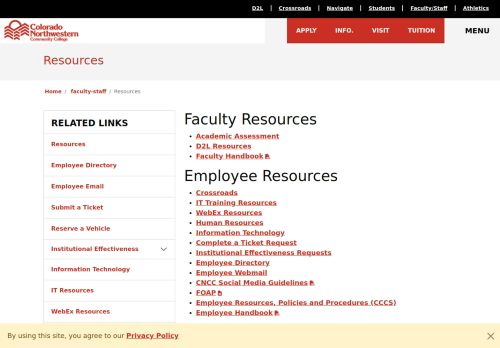 D2L | Crossroads | Navigate | Students | Faculty/Staff | Athletics
Colorado
Northwestern
Community College
APPLY INFO. VISIT TUITION MENU
Resources
Home / faculty-staff / Resources
RELATED LINKS
Resources
Employee Directory
Employee Email
Submit a Ticket
Reserve a Vehicle
Institutional Effectiveness
Information Technology
IT Resources
WebEx Resources
Faculty Resources
Academic Assessment
D2L Resources
Faculty Handbook
Employee Resources
Crossroads
IT Training Resources
WebEx Resources
Human Resources
Information Technology
Complete a Ticket Request
Institutional Effectiveness Requests
Employee Directory
Employee Webmail
CNCC Social Media Guidelines
FOAP
Employee Resources, Policies and Procedures (CCCS)
Employee Handbook
By using this site, you agree to our Privacy Policy